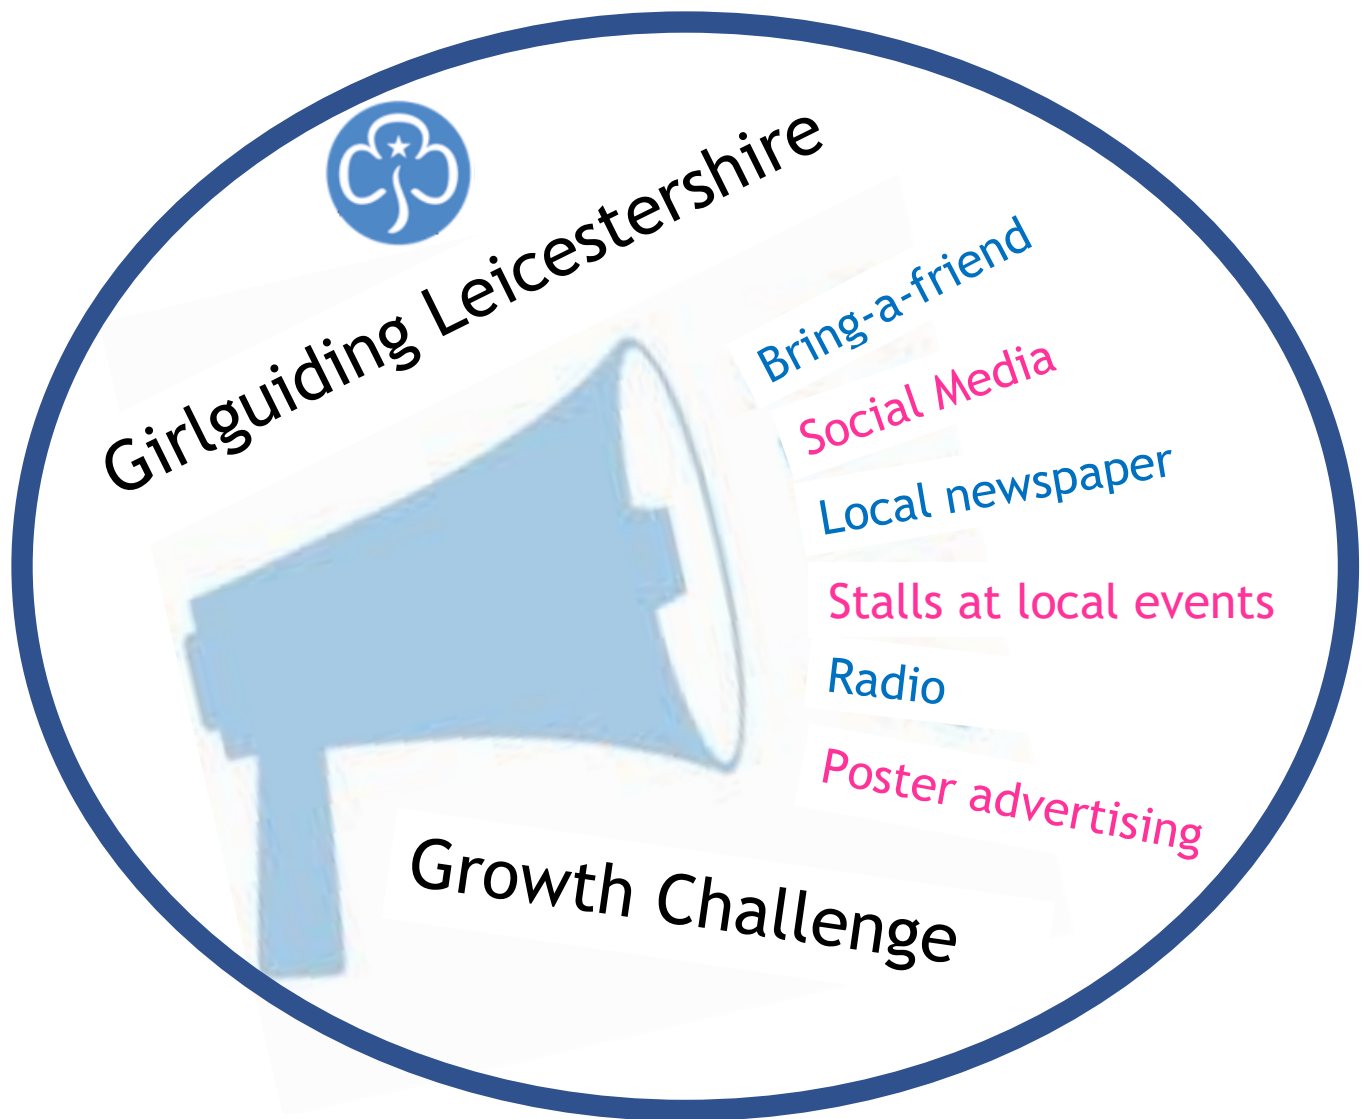 Girlguiding Leicestershire
Bring-a-friend
Social Media
Local newspaper
Stalls at local events
Radio
Poster advertising
Growth Challenge